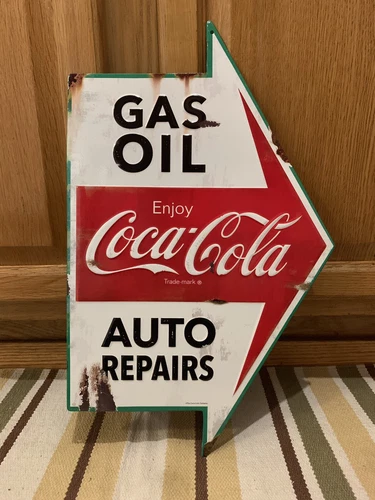 GAS
OIL
Enjoy
Coca-Cola
Trade-mark ®
AUTO
REPAIRS